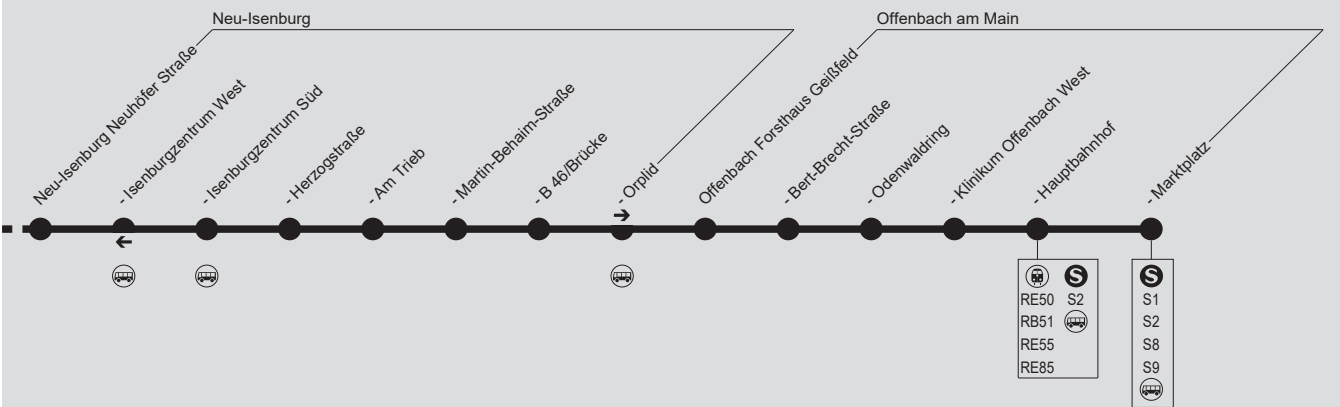 Neu-Isenburg
Offenbach am Main
Neu-Isenburg Neuhöfer Straße
- Isenburgzentrum West
- Isenburgzentrum Süd
- Herzogstraße
- Am Trieb
- Martin-Behaim-Straße
- B 46/Brücke
- Orplid
Offenbach Forsthaus Geißfeld
- Bert-Brecht-Straße
- Odenwaldring
- Klinikum Offenbach West
- Hauptbahnhof
- Marktplatz
S
RE50 S2
RB51
RE55
RE85
S
S1
S2
S8
S9